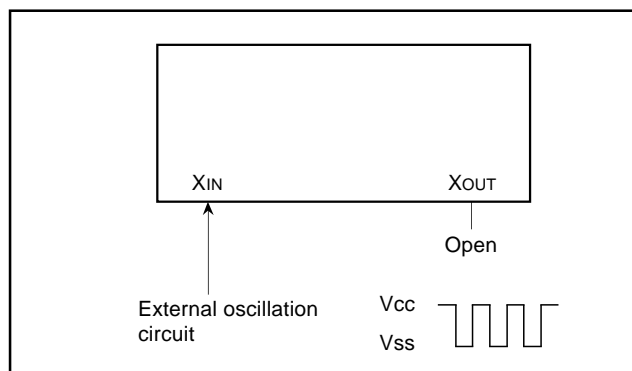 XIN
XOUT
Open
External oscillation
circuit
Vcc
Vss